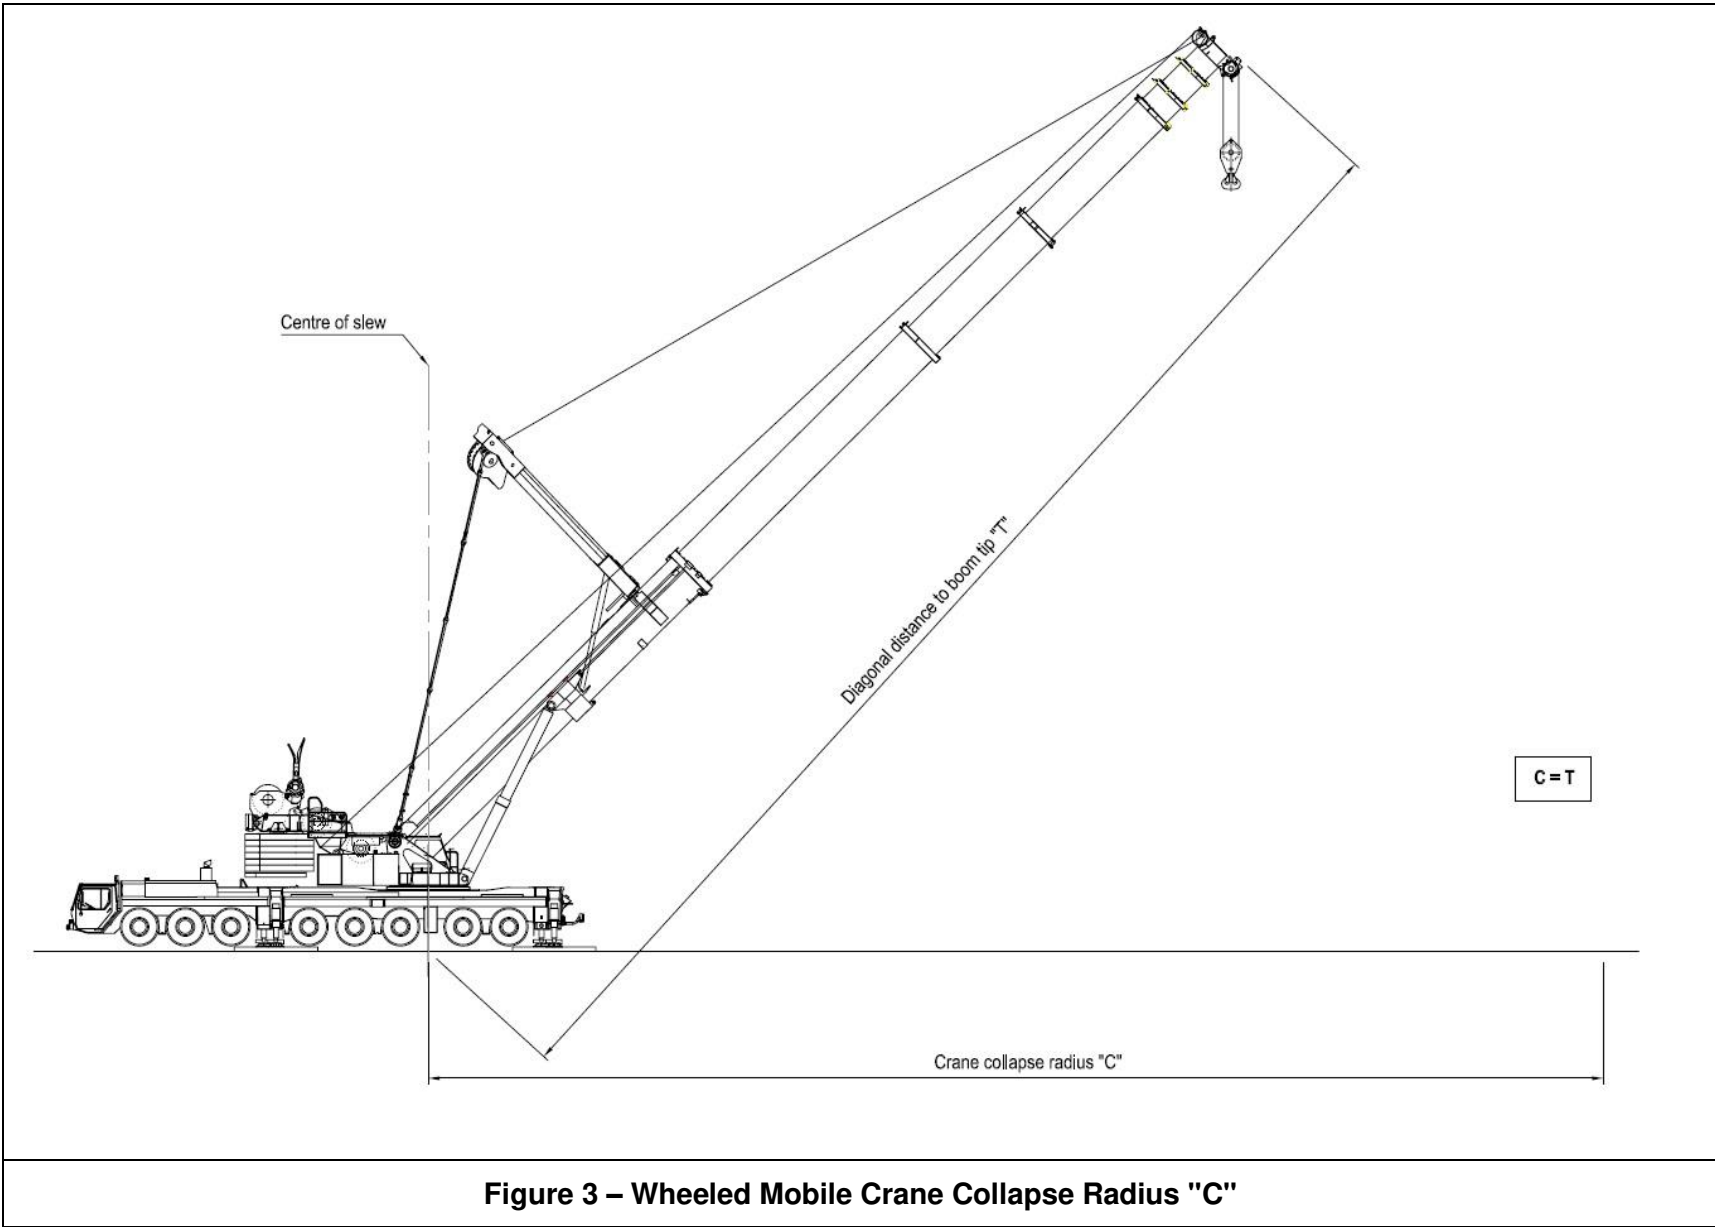 Centre of slew
Diagonal distance to boom tip "T"
C = T
Crane collapse radius "C"
Figure 3 – Wheeled Mobile Crane Collapse Radius "C"